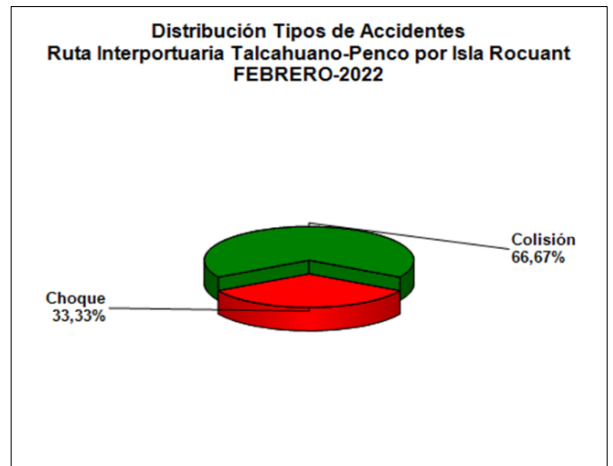 Distribución Tipos de Accidentes
Ruta Interportuaria Talcahuano-Penco por Isla Rocuant
FEBRERO-2022
Colisión
66,67%
Choque
33,33%